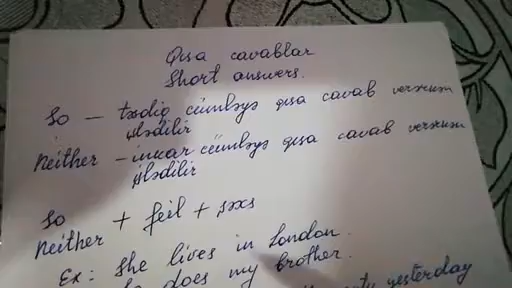 Qısa cavablar
Short answers.
So — təsdiq cümləyə qısa cavab verərkən
işlədilir
Neither — inkar cümləyə qısa cavab verərkən
işlədilir
So
Neither + feil + şəxs
Ex: She lives in London.
So does my brother.
yesterday